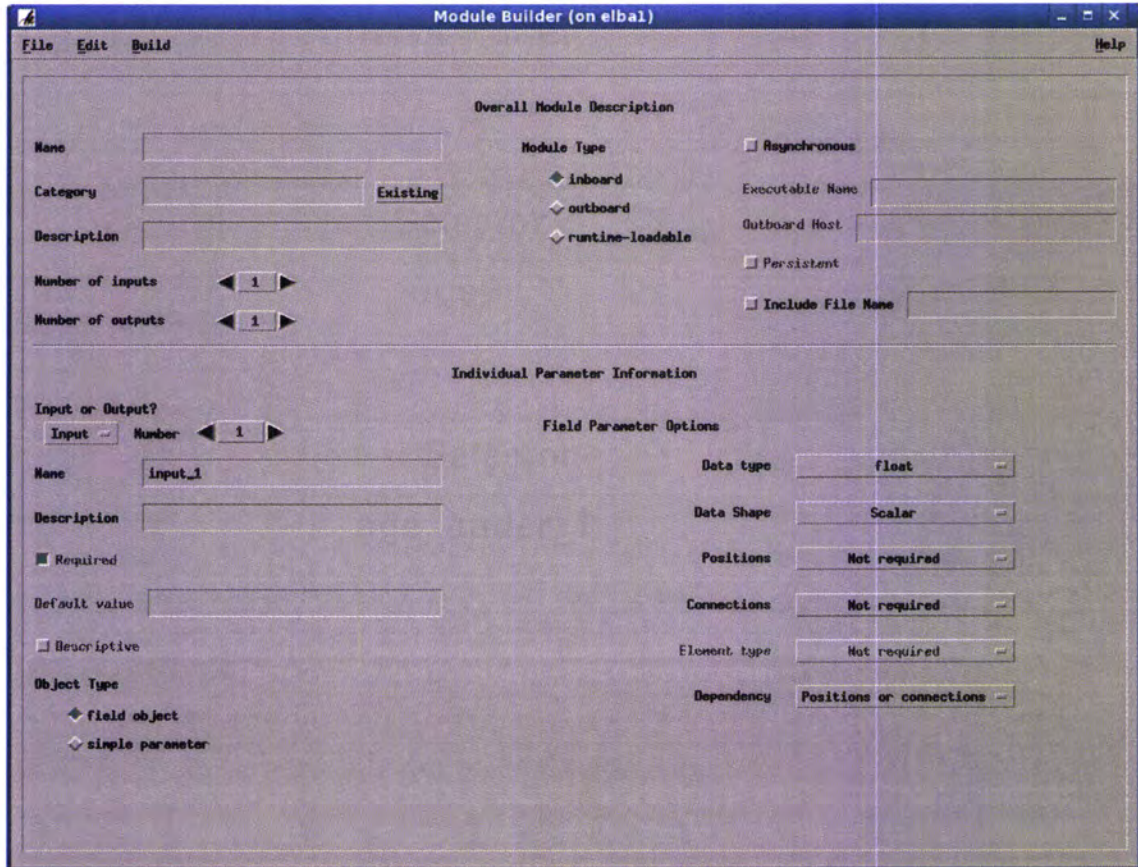 Module Builder (on elba1)
File Edit Build Help
Overall Module Description
Name
Module Type
Asynchronous
Category
Existing
inboard
Executable Name
outboard
Outboard Host
Description
runtime-loadable
Persistent
Number of inputs 1
Include File Name
Number of outputs 1
Individual Parameter Information
Input or Output?
Input Number 1
Field Parameter Options
Name input_1
Data type float
Description
Data Shape Scalar
Required
Positions Not required
Default value
Connections Not required
Descriptive
Element type Not required
Object Type
Dependency Positions or connections
field object
simple parameter